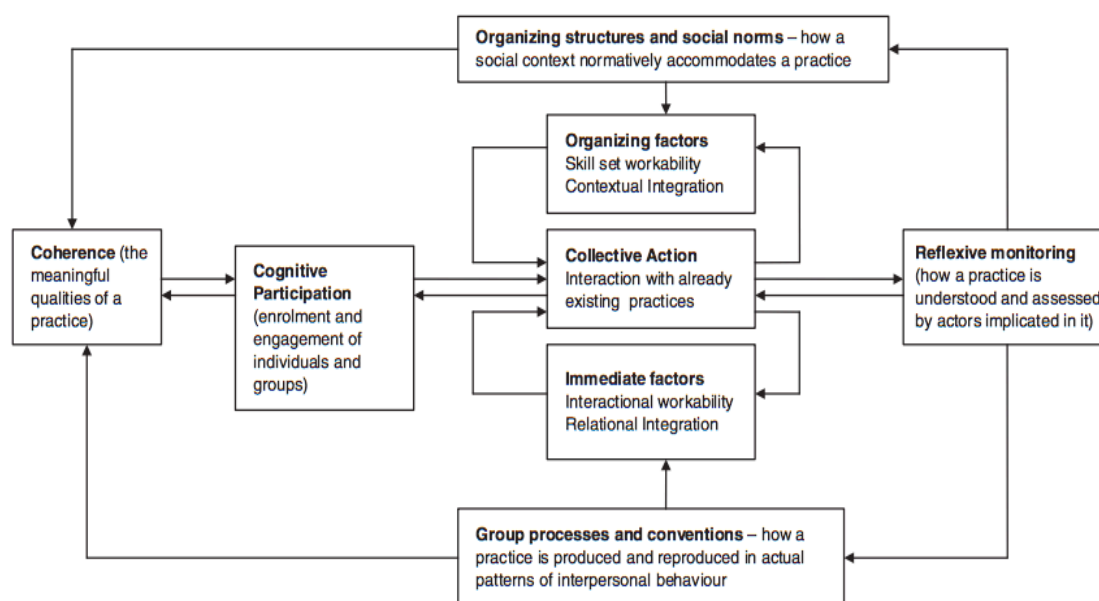 Organizing structures and social norms – how a
social context normatively accommodates a practice
Organizing factors
Skill set workability
Contextual Integration
Coherence (the
meaningful
qualities of a
practice)
Cognitive
Participation
(enrolment and
engagement of
individuals and
groups)
Collective Action
Interaction with already
existing practices
Reflexive monitoring
(how a practice is
understood and assessed
by actors implicated in it)
Immediate factors
Interactional workability
Relational Integration
Group processes and conventions – how a
practice is produced and reproduced in actual
patterns of interpersonal behaviour